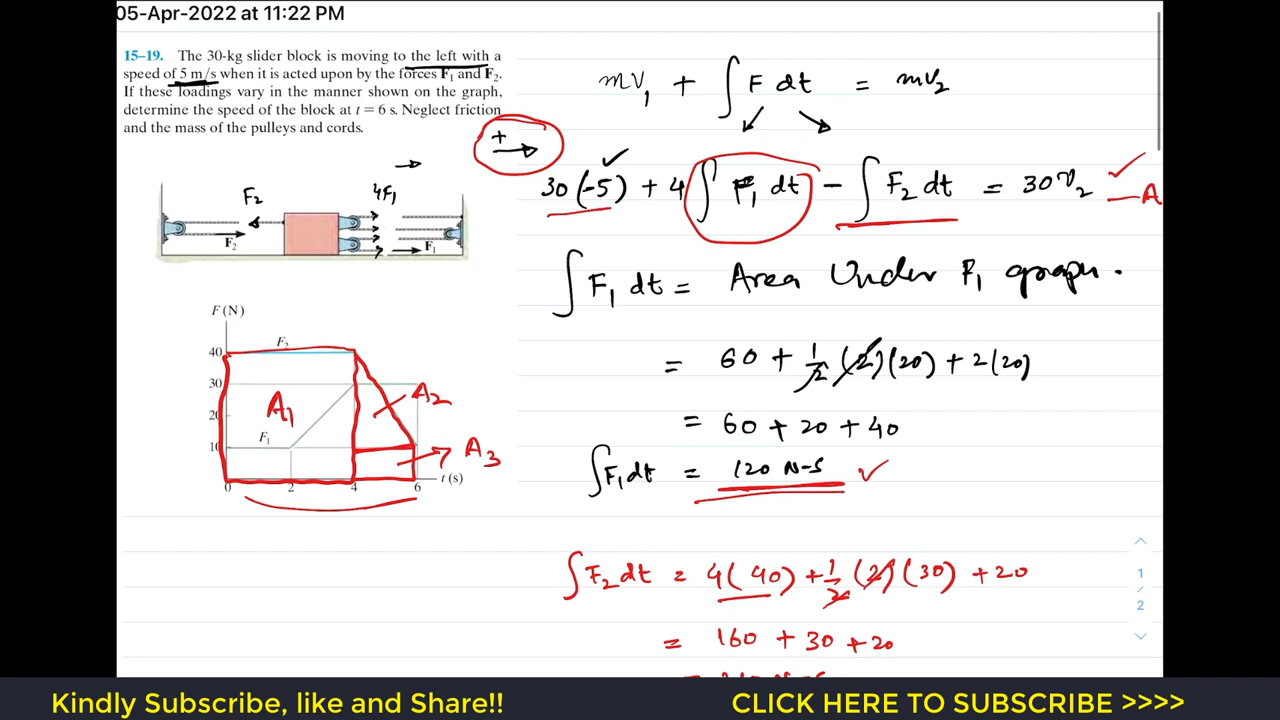 05-Apr-2022 at 11:22 PM
15–19. The 30-kg slider block is moving to the left with a
speed of 5 m/s when it is acted upon by the forces F1 and F2.
If these loadings vary in the manner shown on the graph,
determine the speed of the block at t = 6 s. Neglect friction
and the mass of the pulleys and cords.
mv₁ + ∫ F dt = mv₂
+
30(-5) + 4 ∫ F₁ dt − ∫ F₂ dt = 30v₂ A
F₂ 4F₁
F₂ F₁
∫ F₁ dt = Area Under F₁ graph.
F (N)
F₂
40
30
20
10
F₁
A₁
A₂
A₃
0 2 4 6 t (s)
= 60 + 1/2 (2)(20) + 2(20)
= 60 + 20 + 40
∫F₁dt = 120 N-S
∫F₂dt = 4(40) + 1/2 (2)(30) + 20
= 160 + 30 + 20
1
/
2
Kindly Subscribe, like and Share!!
CLICK HERE TO SUBSCRIBE >>>>